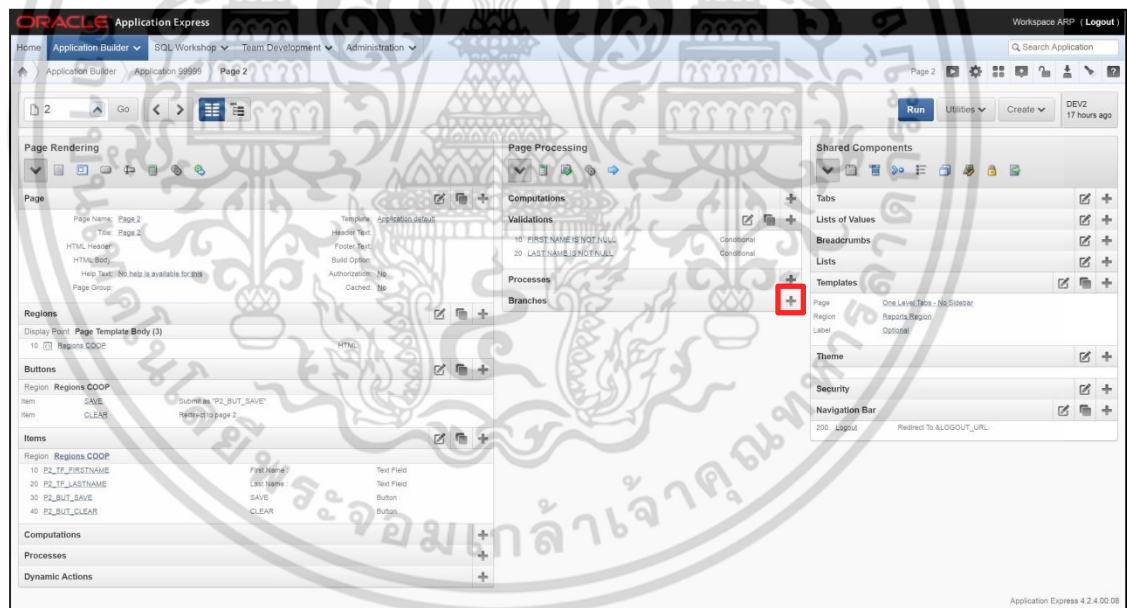 ORACLE Application Express
Workspace ARP ( Logout )
Home Application Builder SQL Workshop Team Development Administration
Search Application
Application Builder Application 99999 Page 2
Page 2
2 Go
Run Utilities Create
DEV2
17 hours ago
Page Rendering
Page
Page Name: Page 2
Title: Page 2
HTML Header:
HTML Body:
Help Text: No help is available for this
Page Group:
Template: Application default
Header Text:
Footer Text:
Build Option:
Authorization: No
Cached: No
Regions
Display Point Page Template Body (3)
10 Regions COOP HTML
Buttons
Region Regions COOP
Item SAVE Submit as "P2_BUT_SAVE"
Item CLEAR Redirect to page 2
Items
Region Regions COOP
10 P2_TF_FIRSTNAME First Name : Text Field
20 P2_TF_LASTNAME Last Name : Text Field
30 P2_BUT_SAVE SAVE Button
40 P2_BUT_CLEAR CLEAR Button
Computations
Processes
Dynamic Actions
Page Processing
Computations
Validations
10 FIRST NAME IS NOT NULL Conditional
20 LAST NAME IS NOT NULL Conditional
Processes
Branches
Shared Components
Tabs
Lists of Values
Breadcrumbs
Lists
Templates
Page One Level Tabs - No Sidebar
Region Reports Region
Label Optional
Theme
Security
Navigation Bar
200 Logout Redirect To &LOGOUT_URL.
Application Express 4.2.4.00.08